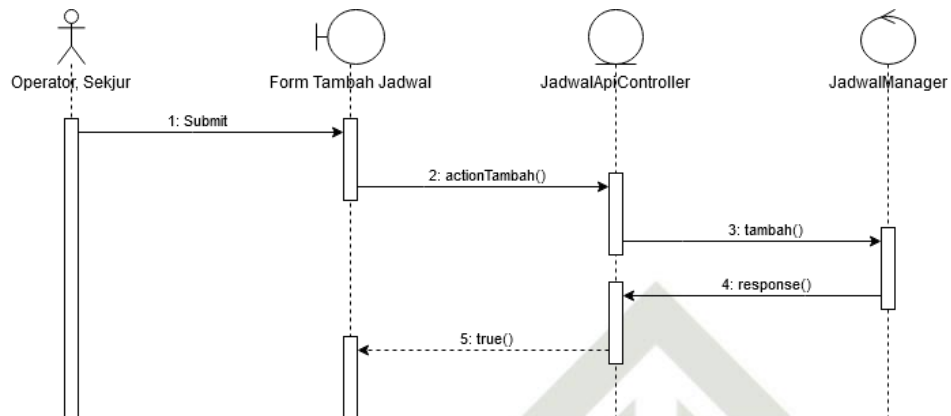 Operator, Sekjur
Form Tambah Jadwal
JadwalApiController
JadwalManager
1: Submit
2: actionTambah()
3: tambah()
4: response()
5: true()